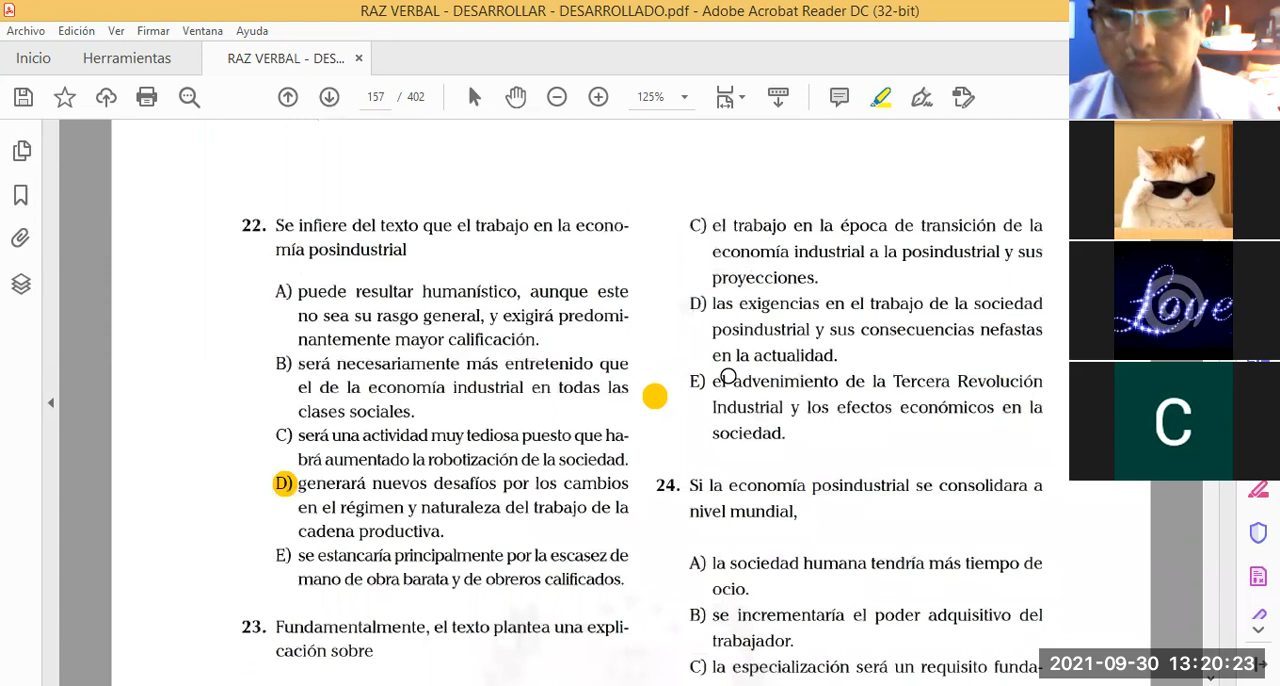 RAZ VERBAL - DESARROLLAR - DESARROLLADO.pdf - Adobe Acrobat Reader DC (32-bit)
Archivo Edición Ver Firmar Ventana Ayuda
Inicio Herramientas RAZ VERBAL - DES... ×
157 / 402 125%
22. Se infiere del texto que el trabajo en la econo-
mía posindustrial
A) puede resultar humanístico, aunque este
no sea su rasgo general, y exigirá predomi-
nantemente mayor calificación.
B) será necesariamente más entretenido que
el de la economía industrial en todas las
clases sociales.
C) será una actividad muy tediosa puesto que ha-
brá aumentado la robotización de la sociedad.
D) generará nuevos desafíos por los cambios
en el régimen y naturaleza del trabajo de la
cadena productiva.
E) se estancaría principalmente por la escasez de
mano de obra barata y de obreros calificados.
23. Fundamentalmente, el texto plantea una expli-
cación sobre
C) el trabajo en la época de transición de la
economía industrial a la posindustrial y sus
proyecciones.
D) las exigencias en el trabajo de la sociedad
posindustrial y sus consecuencias nefastas
en la actualidad.
E) el advenimiento de la Tercera Revolución
Industrial y los efectos económicos en la
sociedad.
24. Si la economía posindustrial se consolidara a
nivel mundial,
A) la sociedad humana tendría más tiempo de
ocio.
B) se incrementaría el poder adquisitivo del
trabajador.
C) la especialización será un requisito funda-
Love
C
2021-09-30 13:20:23